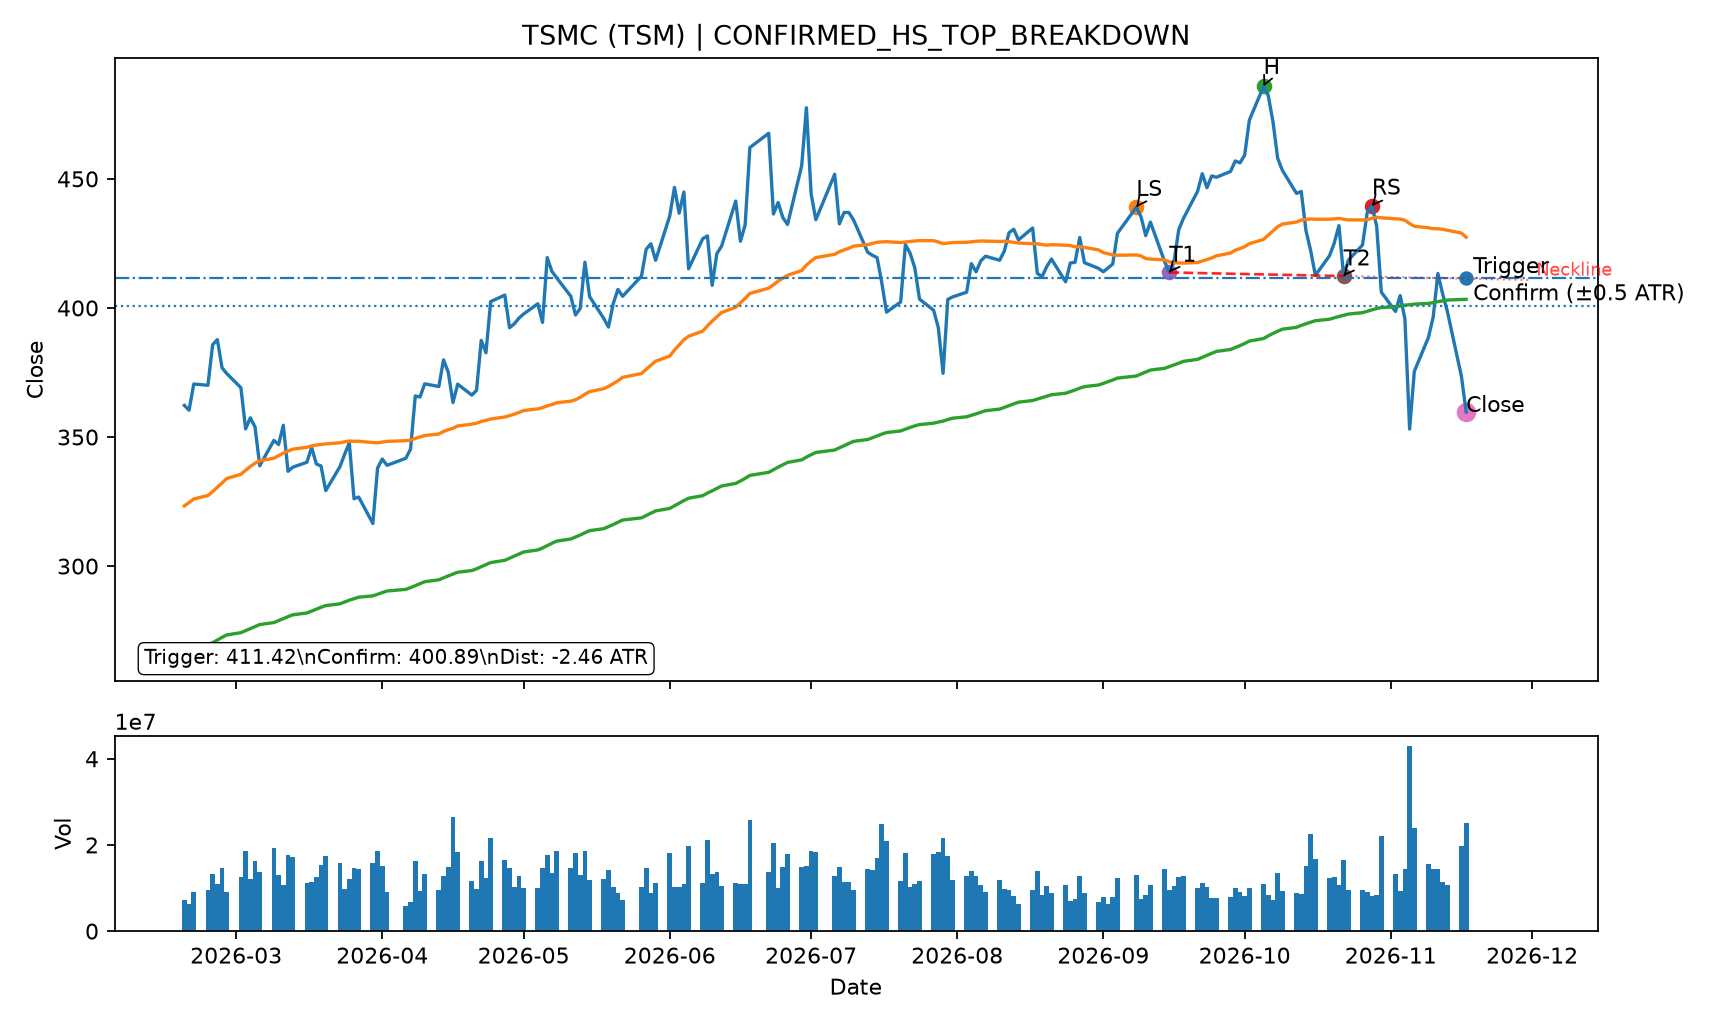 TSMC (TSM) | CONFIRMED_HS_TOP_BREAKDOWN
H
LS
RS
T1
T2
Trigger
Neckline
Confirm (±0.5 ATR)
Close
Close
450
400
350
300
Trigger: 411.42\nConfirm: 400.89\nDist: -2.46 ATR
1e7
Vol
4
2
0
2026-03 2026-04 2026-05 2026-06 2026-07 2026-08 2026-09 2026-10 2026-11 2026-12
Date